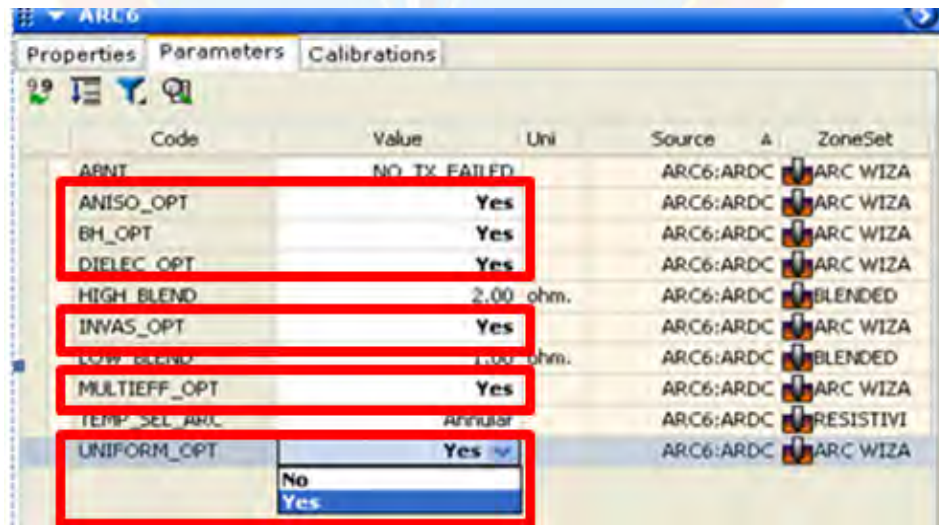 ARC6
Properties Parameters Calibrations
Code Value Uni Source ZoneSet
ABNT NO_TX_FAILED ARC6:ARDC ARC WIZA
ANISO_OPT Yes ARC6:ARDC ARC WIZA
BH_OPT Yes ARC6:ARDC ARC WIZA
DIELEC_OPT Yes ARC6:ARDC ARC WIZA
HIGH_BLEND 2.00 ohm. ARC6:ARDC BLENDED
INVAS_OPT Yes ARC6:ARDC ARC WIZA
LOW_BLEND 1.00 ohm. ARC6:ARDC BLENDED
MULTIEFF_OPT Yes ARC6:ARDC ARC WIZA
TEMP_SEL_ARC Annular ARC6:ARDC RESISTIVI
UNIFORM_OPT Yes ARC6:ARDC ARC WIZA
No
Yes